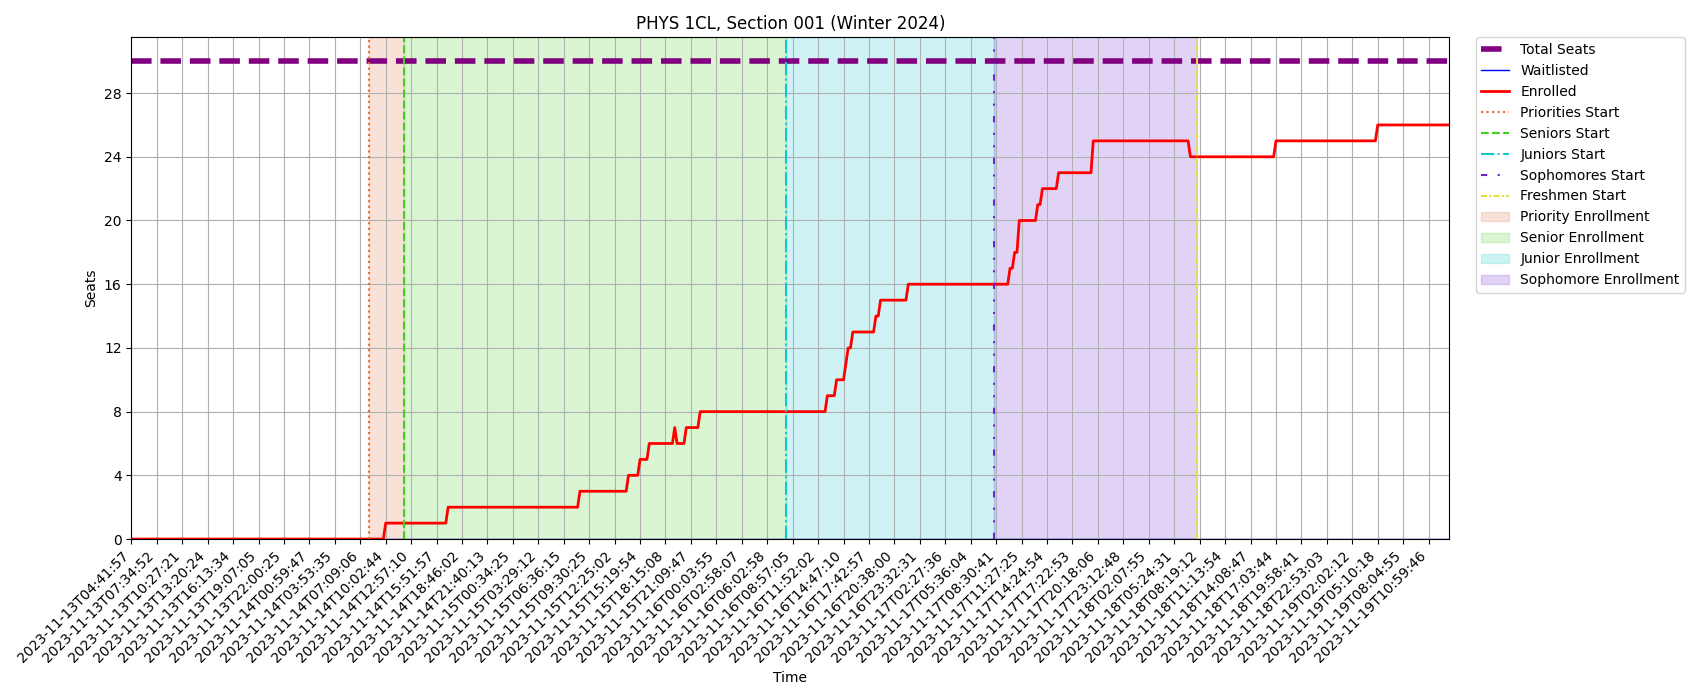 PHYS 1CL, Section 001 (Winter 2024)
Seats
28
24
20
16
12
8
4
0
2023-11-13T04:41:57
2023-11-13T07:34:52
2023-11-13T10:27:21
2023-11-13T13:20:24
2023-11-13T16:13:34
2023-11-13T19:07:05
2023-11-13T22:00:25
2023-11-14T00:59:47
2023-11-14T03:53:35
2023-11-14T07:09:06
2023-11-14T10:02:44
2023-11-14T12:57:10
2023-11-14T15:51:57
2023-11-14T18:46:02
2023-11-14T21:40:13
2023-11-15T00:34:25
2023-11-15T03:29:12
2023-11-15T06:36:15
2023-11-15T09:30:25
2023-11-15T12:25:02
2023-11-15T15:19:54
2023-11-15T18:15:08
2023-11-15T21:09:47
2023-11-16T00:03:55
2023-11-16T02:58:07
2023-11-16T06:02:58
2023-11-16T08:57:05
2023-11-16T11:52:02
2023-11-16T14:47:10
2023-11-16T17:42:57
2023-11-16T20:38:00
2023-11-16T23:32:31
2023-11-17T02:27:36
2023-11-17T05:36:04
2023-11-17T08:30:41
2023-11-17T11:27:25
2023-11-17T14:24:54
2023-11-17T17:22:53
2023-11-17T20:18:06
2023-11-17T23:12:48
2023-11-18T02:07:55
2023-11-18T05:24:31
2023-11-18T08:19:12
2023-11-18T11:13:54
2023-11-18T14:08:47
2023-11-18T17:03:44
2023-11-18T19:58:41
2023-11-18T22:53:03
2023-11-19T02:02:12
2023-11-19T05:10:18
2023-11-19T08:04:55
2023-11-19T10:59:46
Time
Total Seats
Waitlisted
Enrolled
Priorities Start
Seniors Start
Juniors Start
Sophomores Start
Freshmen Start
Priority Enrollment
Senior Enrollment
Junior Enrollment
Sophomore Enrollment